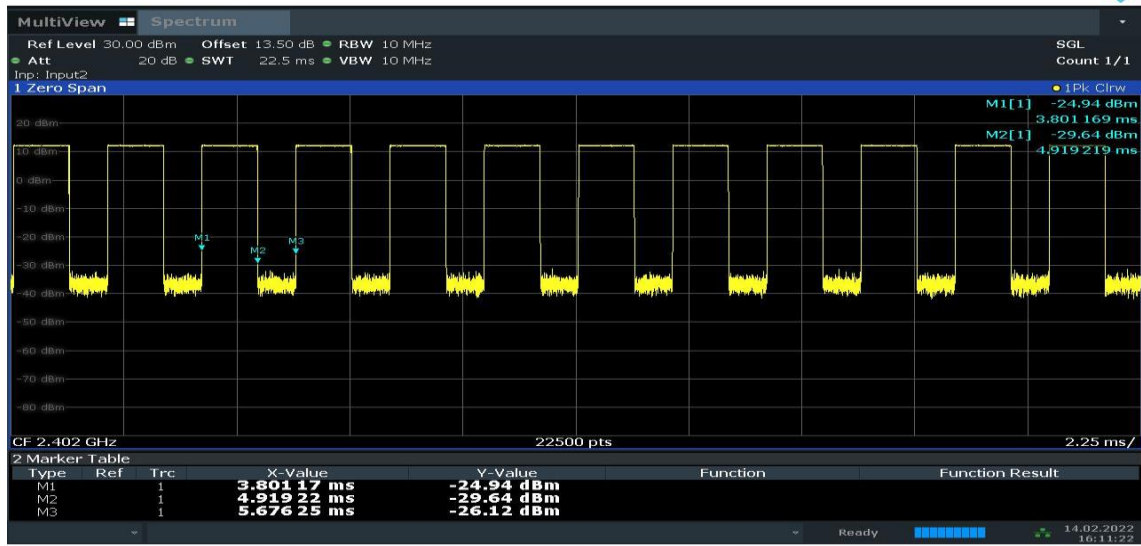 MultiView Spectrum
Ref Level 30.00 dBm Offset 13.50 dB RBW 10 MHz SGL
Att 20 dB SWT 22.5 ms VBW 10 MHz Count 1/1
Inp: Input2
1 Zero Span 1Pk Clrw
M1[1] -24.94 dBm
3.801 169 ms
M2[1] -29.64 dBm
4.919 219 ms
20 dBm
10 dBm
0 dBm
-10 dBm
-20 dBm
M1 M2 M3
-30 dBm
-40 dBm
-50 dBm
-60 dBm
-70 dBm
-80 dBm
CF 2.402 GHz 22500 pts 2.25 ms/
2 Marker Table
Type Ref Trc X-Value Y-Value Function Function Result
M1 1 3.801 17 ms -24.94 dBm
M2 1 4.919 22 ms -29.64 dBm
M3 1 5.676 25 ms -26.12 dBm
Ready 14.02.2022
16:11:22